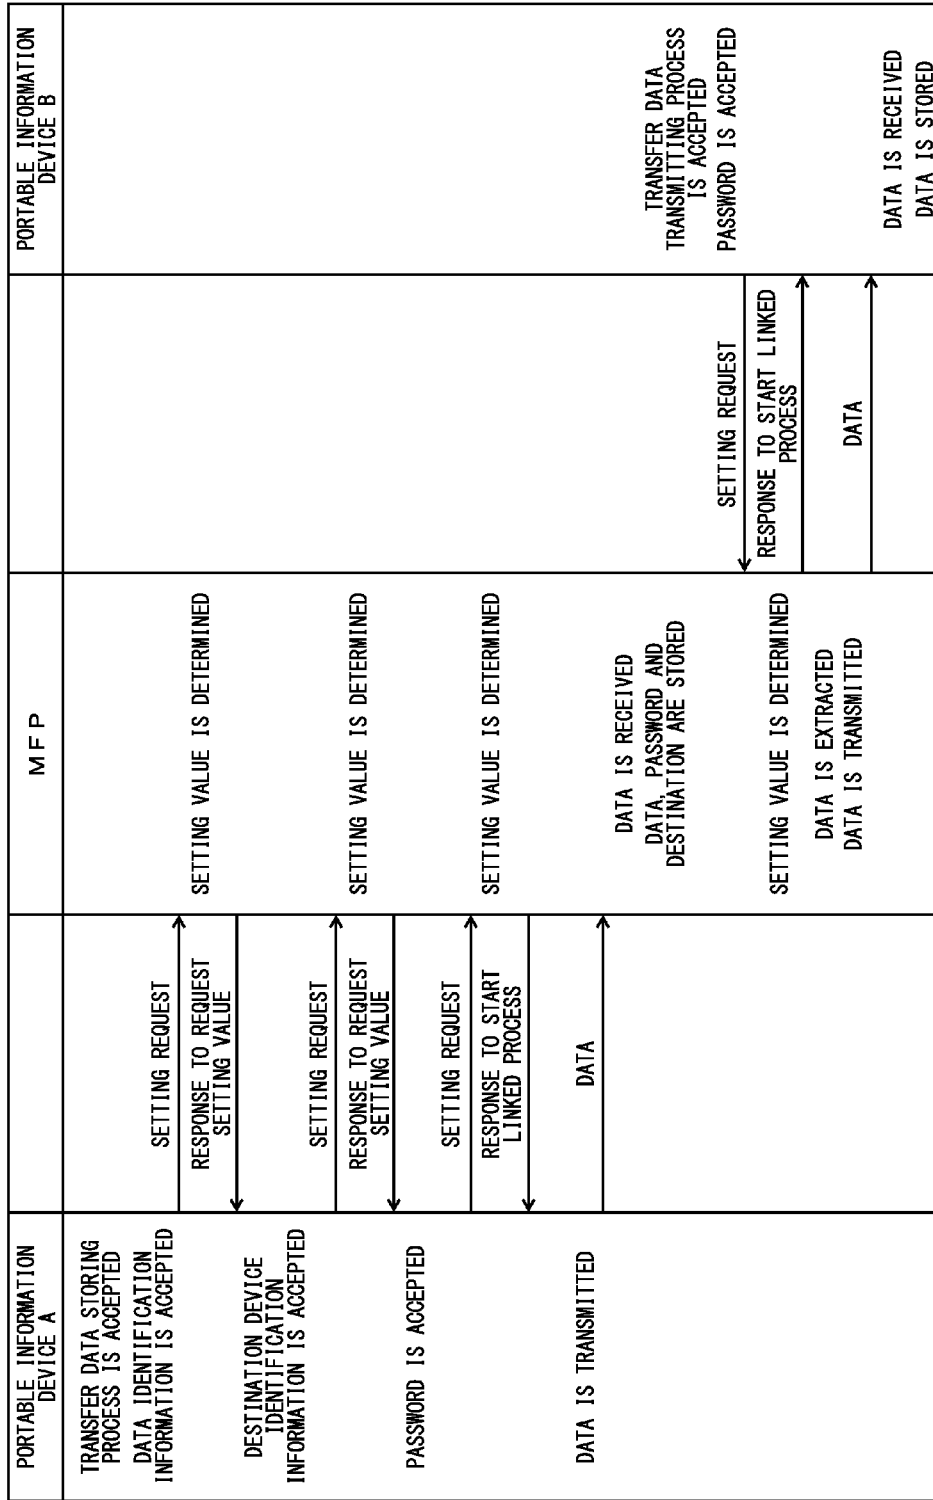 PORTABLE INFORMATION
DEVICE A
MFP
PORTABLE INFORMATION
DEVICE B
TRANSFER DATA STORING
PROCESS IS ACCEPTED
DATA IDENTIFICATION
INFORMATION IS ACCEPTED
SETTING REQUEST
SETTING VALUE IS DETERMINED
RESPONSE TO REQUEST
SETTING VALUE
DESTINATION DEVICE
IDENTIFICATION
INFORMATION IS ACCEPTED
SETTING REQUEST
SETTING VALUE IS DETERMINED
RESPONSE TO REQUEST
SETTING VALUE
PASSWORD IS ACCEPTED
SETTING REQUEST
SETTING VALUE IS DETERMINED
RESPONSE TO START
LINKED PROCESS
DATA IS TRANSMITTED
DATA
DATA IS RECEIVED
DATA, PASSWORD AND
DESTINATION ARE STORED
TRANSFER DATA
TRANSMITTING PROCESS
IS ACCEPTED
PASSWORD IS ACCEPTED
SETTING REQUEST
SETTING VALUE IS DETERMINED
RESPONSE TO START LINKED
PROCESS
DATA IS EXTRACTED
DATA IS TRANSMITTED
DATA
DATA IS RECEIVED
DATA IS STORED